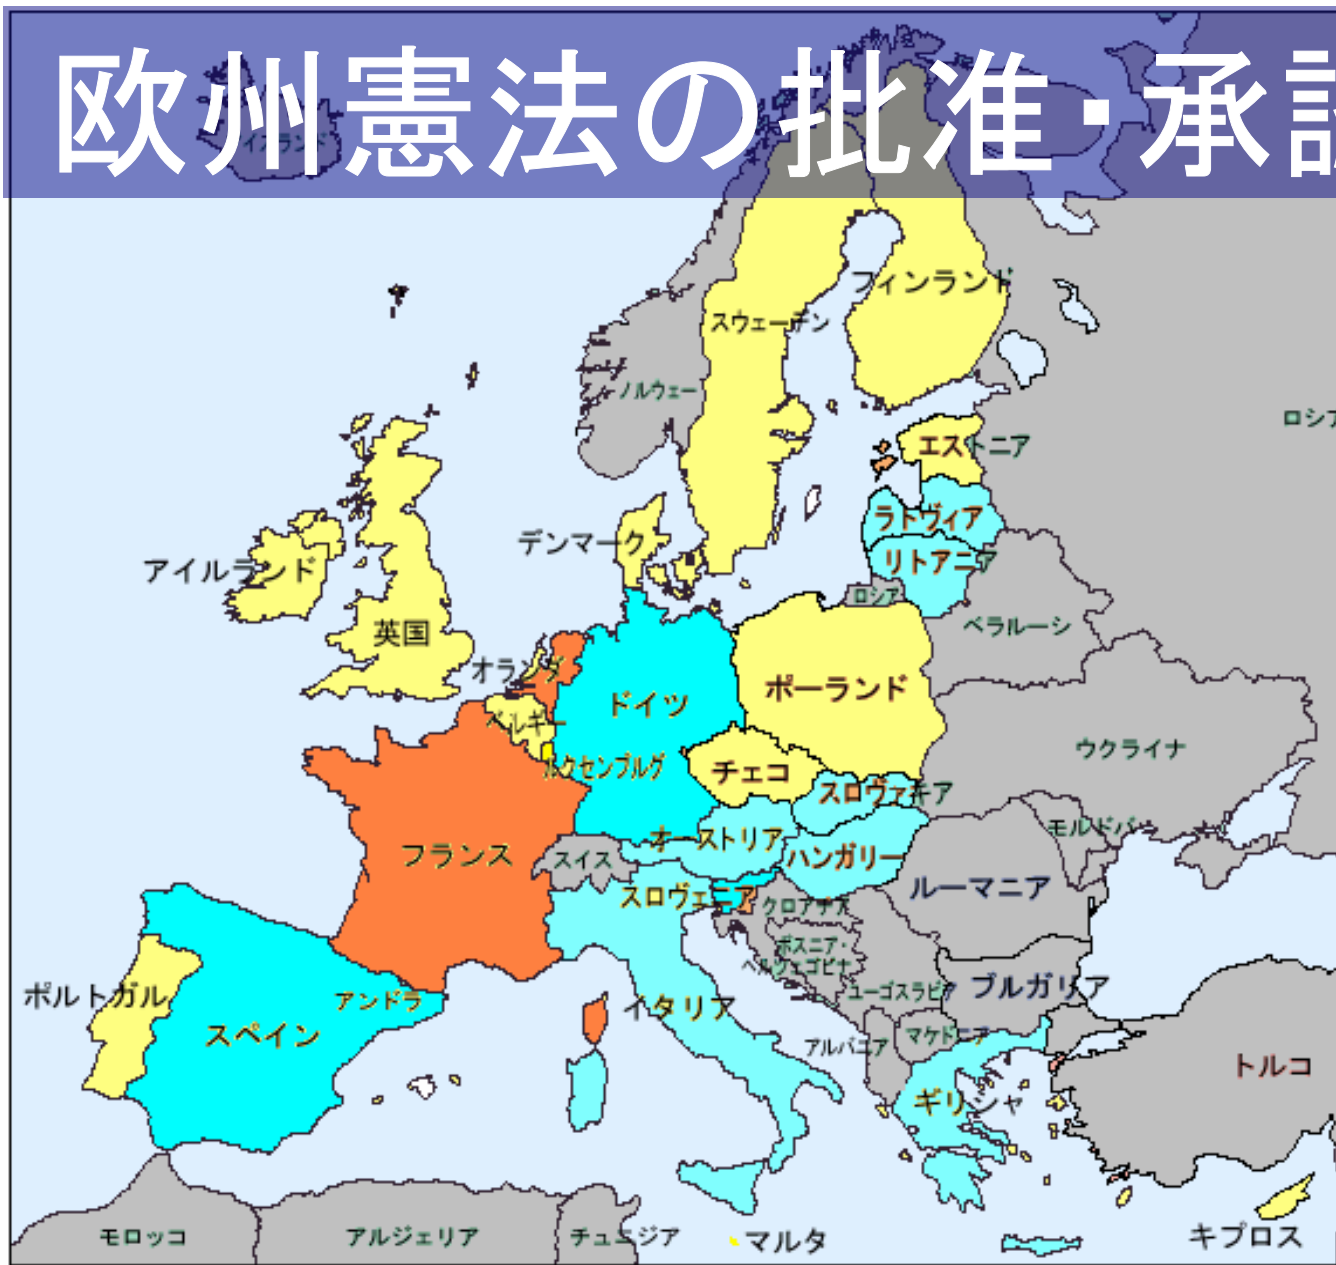 欧州憲法の批准・承
アイスランド
フィンランド
スウェーデン
ノルウェー
ロシア
エストニア
ラトヴィア
デンマーク
リトアニア
アイルランド
ロシア
ベラルーシ
英国
オランダ
ポーランド
ドイツ
ベルギー
ウクライナ
ルクセンブルグ
チェコ
スロヴァキア
モルドバ
オーストリア
フランス
スイス
ハンガリー
ルーマニア
スロヴェニア
クロアチア
ボスニア・
ヘルツェゴビナ
ユーゴスラビア
ブルガリア
ポルトガル
アンドラ
イタリア
スペイン
アルバニア
マケドニア
トルコ
ギリシャ
モロッコ
アルジェリア
チュニジア
マルタ
キプロス